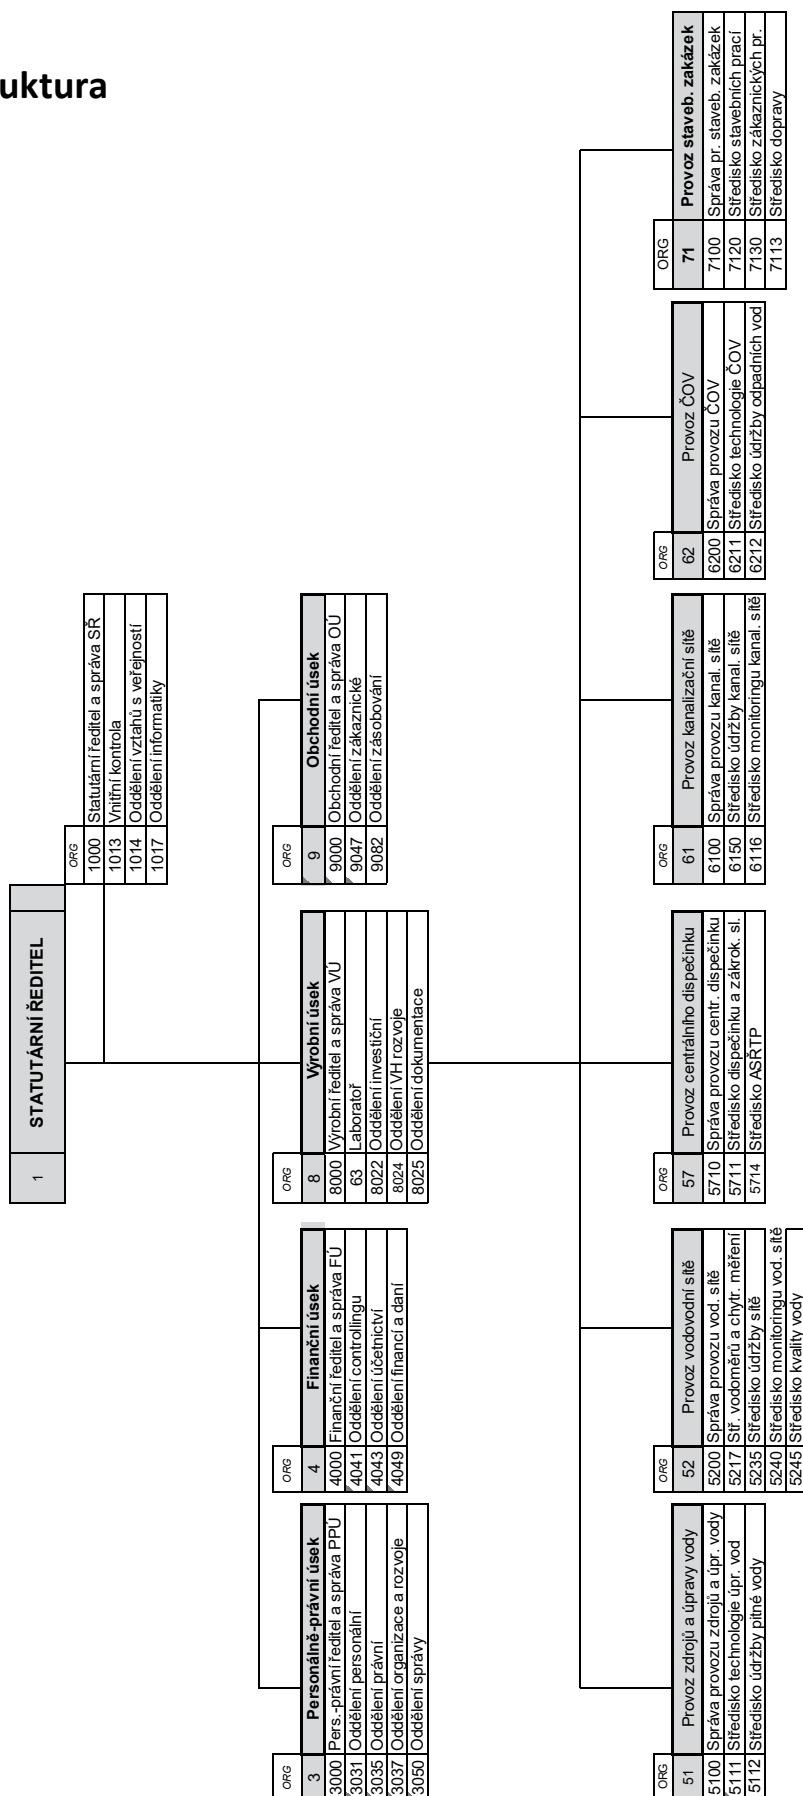 uktura
1 STATUTÁRNÍ ŘEDITEL
ORG
1000 Statutární ředitel a správa SŘ
1013 Vnitřní kontrola
1014 Oddělení vztahů s veřejností
1017 Oddělení informatiky
ORG
3 Personálně-právní úsek
3000 Pers.-právní ředitel a správa PPÚ
3031 Oddělení personální
3035 Oddělení právní
3037 Oddělení organizace a rozvoje
3050 Oddělení správy
ORG
4 Finanční úsek
4000 Finanční ředitel a správa FÚ
4041 Oddělení controllingu
4043 Oddělení účetnictví
4049 Oddělení financí a daní
ORG
8 Výrobní úsek
8000 Výrobní ředitel a správa VÚ
63 Laboratoř
8022 Oddělení investiční
8024 Oddělení VH rozvoje
8025 Oddělení dokumentace
ORG
9 Obchodní úsek
9000 Obchodní ředitel a správa OÚ
9047 Oddělení zákaznické
9082 Oddělení zásobování
ORG
51 Provoz zdrojů a úpravy vody
5100 Správa provozu zdrojů a úpr. vody
5111 Středisko technologie úpr. vod
5112 Středisko údržby pitné vody
ORG
52 Provoz vodovodní sítě
5200 Správa provozu vod. sítě
5217 Stř. vodoměrů a chytr. měření
5235 Středisko údržby sítě
5240 Středisko monitoringu vod. sítě
5245 Středisko kvality vody
ORG
57 Provoz centrálního dispečinku
5710 Správa provozu centr. dispečinku
5711 Středisko dispečinku a zákrok. sl.
5714 Středisko ASŘTP
ORG
61 Provoz kanalizační sítě
6100 Správa provozu kanal. sítě
6150 Středisko údržby kanal. sítě
6116 Středisko monitoringu kanal. sítě
ORG
62 Provoz ČOV
6200 Správa provozu ČOV
6211 Středisko technologie ČOV
6212 Středisko údržby odpadních vod
ORG
71 Provoz staveb. zakázek
7100 Správa pr. staveb. zakázek
7120 Středisko stavebních prací
7130 Středisko zákaznických pr.
7113 Středisko dopravy